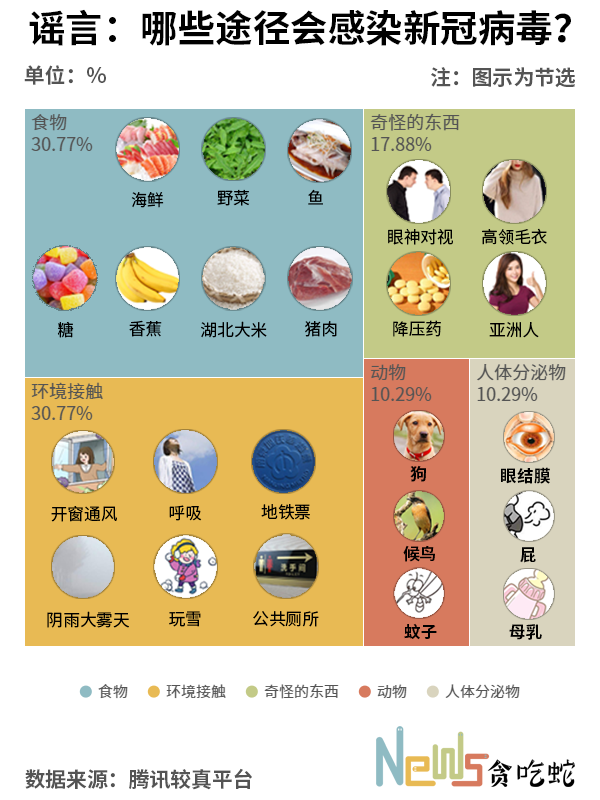 谣言：哪些途径会感染新冠病毒？
单位：%
注：图示为节选
食物
30.77%
海鲜 野菜 鱼
糖 香蕉 湖北大米 猪肉
奇怪的东西
17.88%
眼神对视 高领毛衣
降压药 亚洲人
环境接触
30.77%
开窗通风 呼吸 地铁票
洗手间
阴雨大雾天 玩雪 公共厕所
动物
10.29%
狗
候鸟
蚊子
人体分泌物
10.29%
眼结膜
屁
母乳
食物 环境接触 奇怪的东西 动物 人体分泌物
数据来源：腾讯较真平台
News贪吃蛇